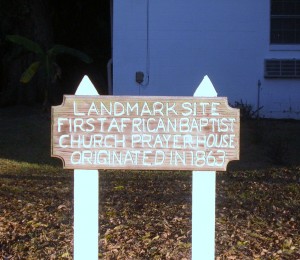 LANDMARK SITE
FIRST AFRICAN BAPTIST
CHURCH PRAYER HOUSE
ORIGINATED IN 1863